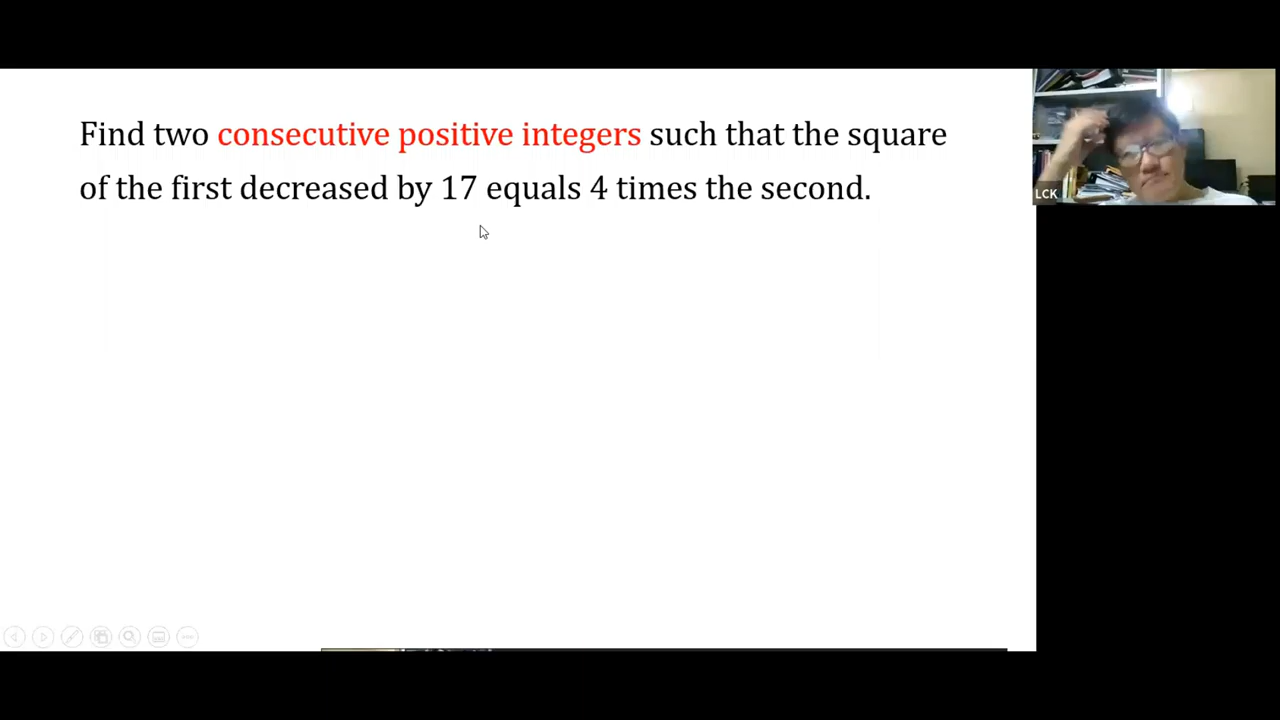 Find two consecutive positive integers such that the square
of the first decreased by 17 equals 4 times the second.
LCK